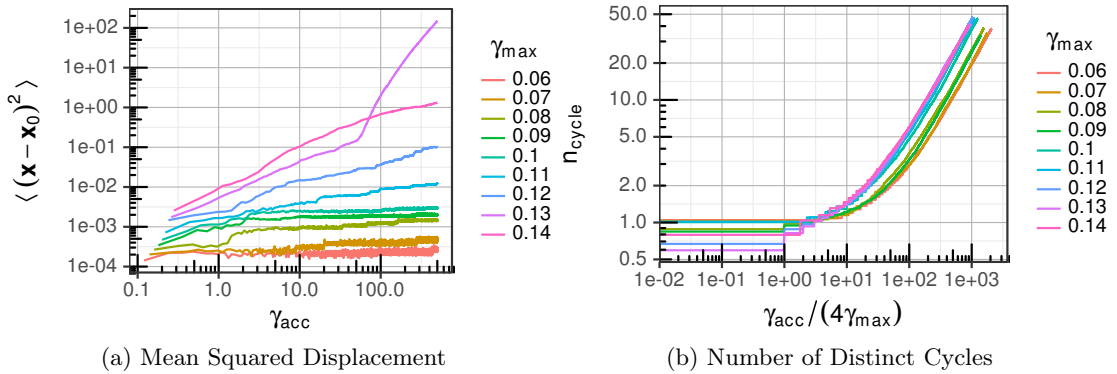 1e+02
1e+01
1e+00
1e-01
1e-02
1e-03
1e-04
⟨ (x − x₀)² ⟩
0.1
1.0
10.0
100.0
γacc
γmax
0.06
0.07
0.08
0.09
0.1
0.11
0.12
0.13
0.14
(a) Mean Squared Displacement
50.0
20.0
10.0
5.0
2.0
1.0
0.5
ncycle
1e-02
1e-01
1e+00
1e+01
1e+02
1e+03
γacc/(4γmax)
γmax
0.06
0.07
0.08
0.09
0.1
0.11
0.12
0.13
0.14
(b) Number of Distinct Cycles